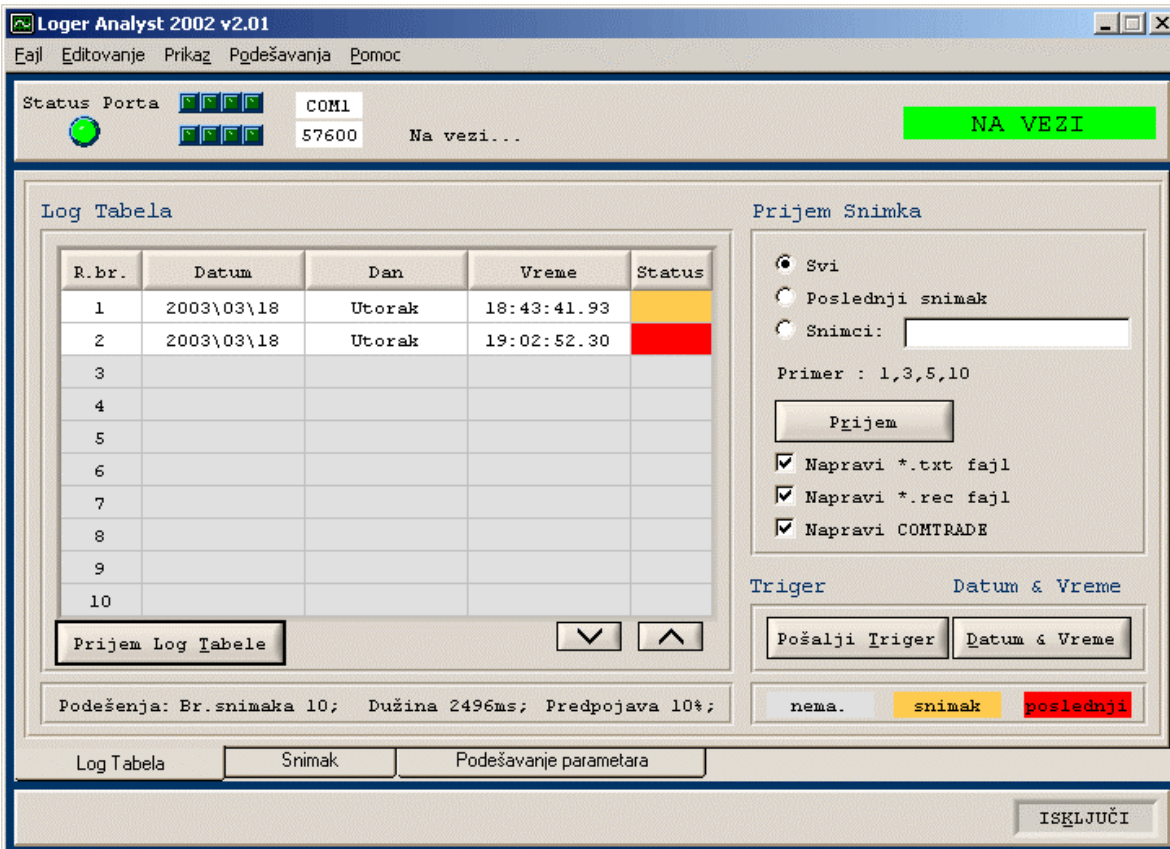 Loger Analyst 2002 v2.01
Fajl Editovanje Prikaz Podešavanja Pomoc
Status Porta COM1
57600 Na vezi...
NA VEZI
Log Tabela
R.br. Datum Dan Vreme Status
1 2003\03\18 Utorak 18:43:41.93
2 2003\03\18 Utorak 19:02:52.30
3
4
5
6
7
8
9
10
Prijem Log Tabele
Podešenja: Br.snimaka 10; Dužina 2496ms; Predpojava 10%;
Prijem Snimka
Svi
Poslednji snimak
Snimci:
Primer : 1,3,5,10
Prijem
Napravi *.txt fajl
Napravi *.rec fajl
Napravi COMTRADE
Triger Datum & Vreme
Pošalji Triger Datum & Vreme
nema. snimak poslednji
Log Tabela Snimak Podešavanje parametara
ISKLJUČI